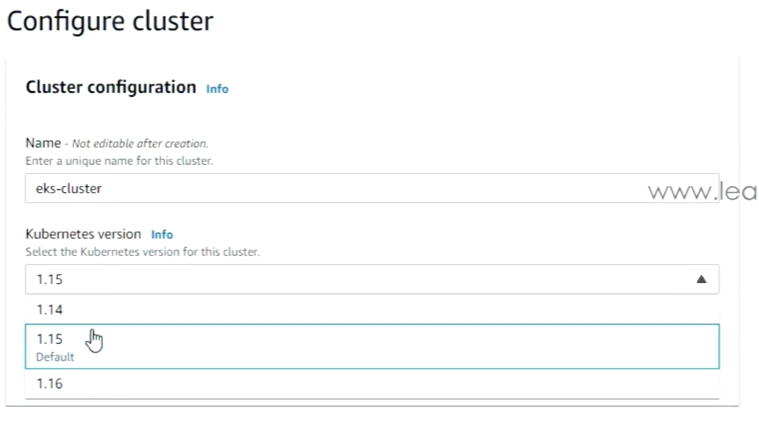 Configure cluster
Cluster configuration Info
Name - Not editable after creation.
Enter a unique name for this cluster.
eks-cluster
www.lea
Kubernetes version Info
Select the Kubernetes version for this cluster.
1.15
1.14
1.15
Default
1.16